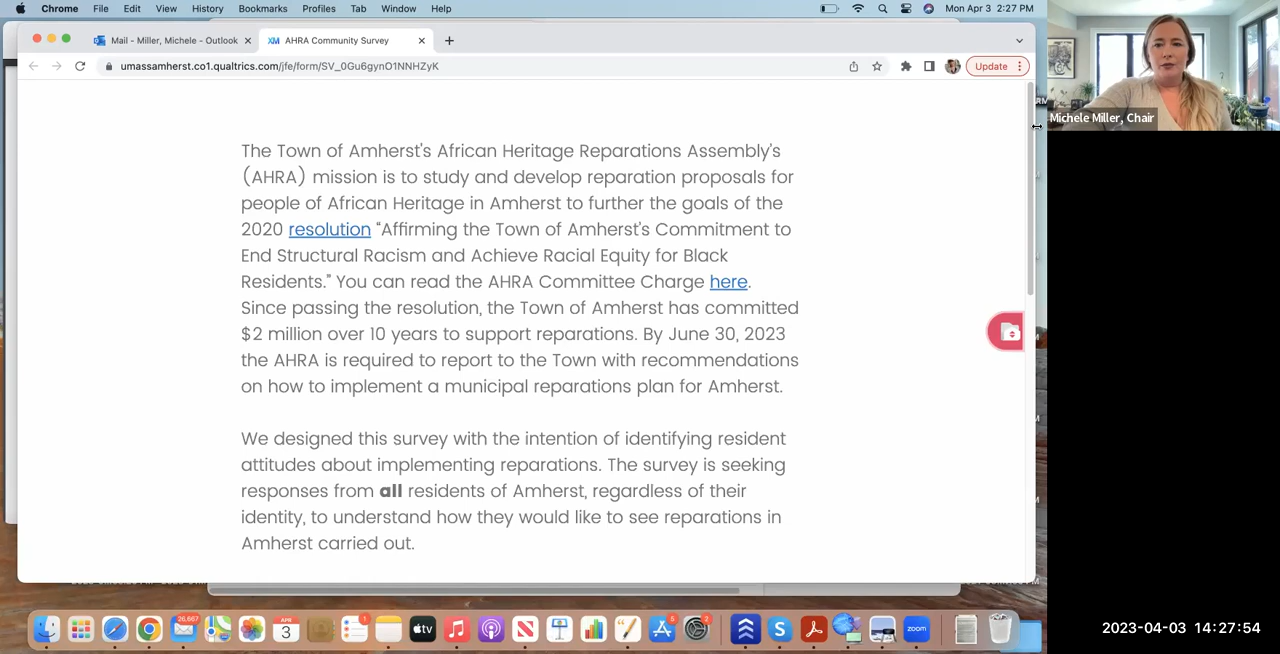 Chrome File Edit View History Bookmarks Profiles Tab Window Help Mon Apr 3 2:27 PM
Mail - Miller, Michele - Outlook AHRA Community Survey
umassamherst.co1.qualtrics.com/jfe/form/SV_0Gu6gynO1NNHZyK Update
The Town of Amherst's African Heritage Reparations Assembly's
(AHRA) mission is to study and develop reparation proposals for
people of African Heritage in Amherst to further the goals of the
2020 resolution “Affirming the Town of Amherst's Commitment to
End Structural Racism and Achieve Racial Equity for Black
Residents.” You can read the AHRA Committee Charge here.
Since passing the resolution, the Town of Amherst has committed
$2 million over 10 years to support reparations. By June 30, 2023
the AHRA is required to report to the Town with recommendations
on how to implement a municipal reparations plan for Amherst.
We designed this survey with the intention of identifying resident
attitudes about implementing reparations. The survey is seeking
responses from all residents of Amherst, regardless of their
identity, to understand how they would like to see reparations in
Amherst carried out.
Michele Miller, Chair
26,667
APR
3
1
tv
5
2
zoom
2023-04-03 14:27:54